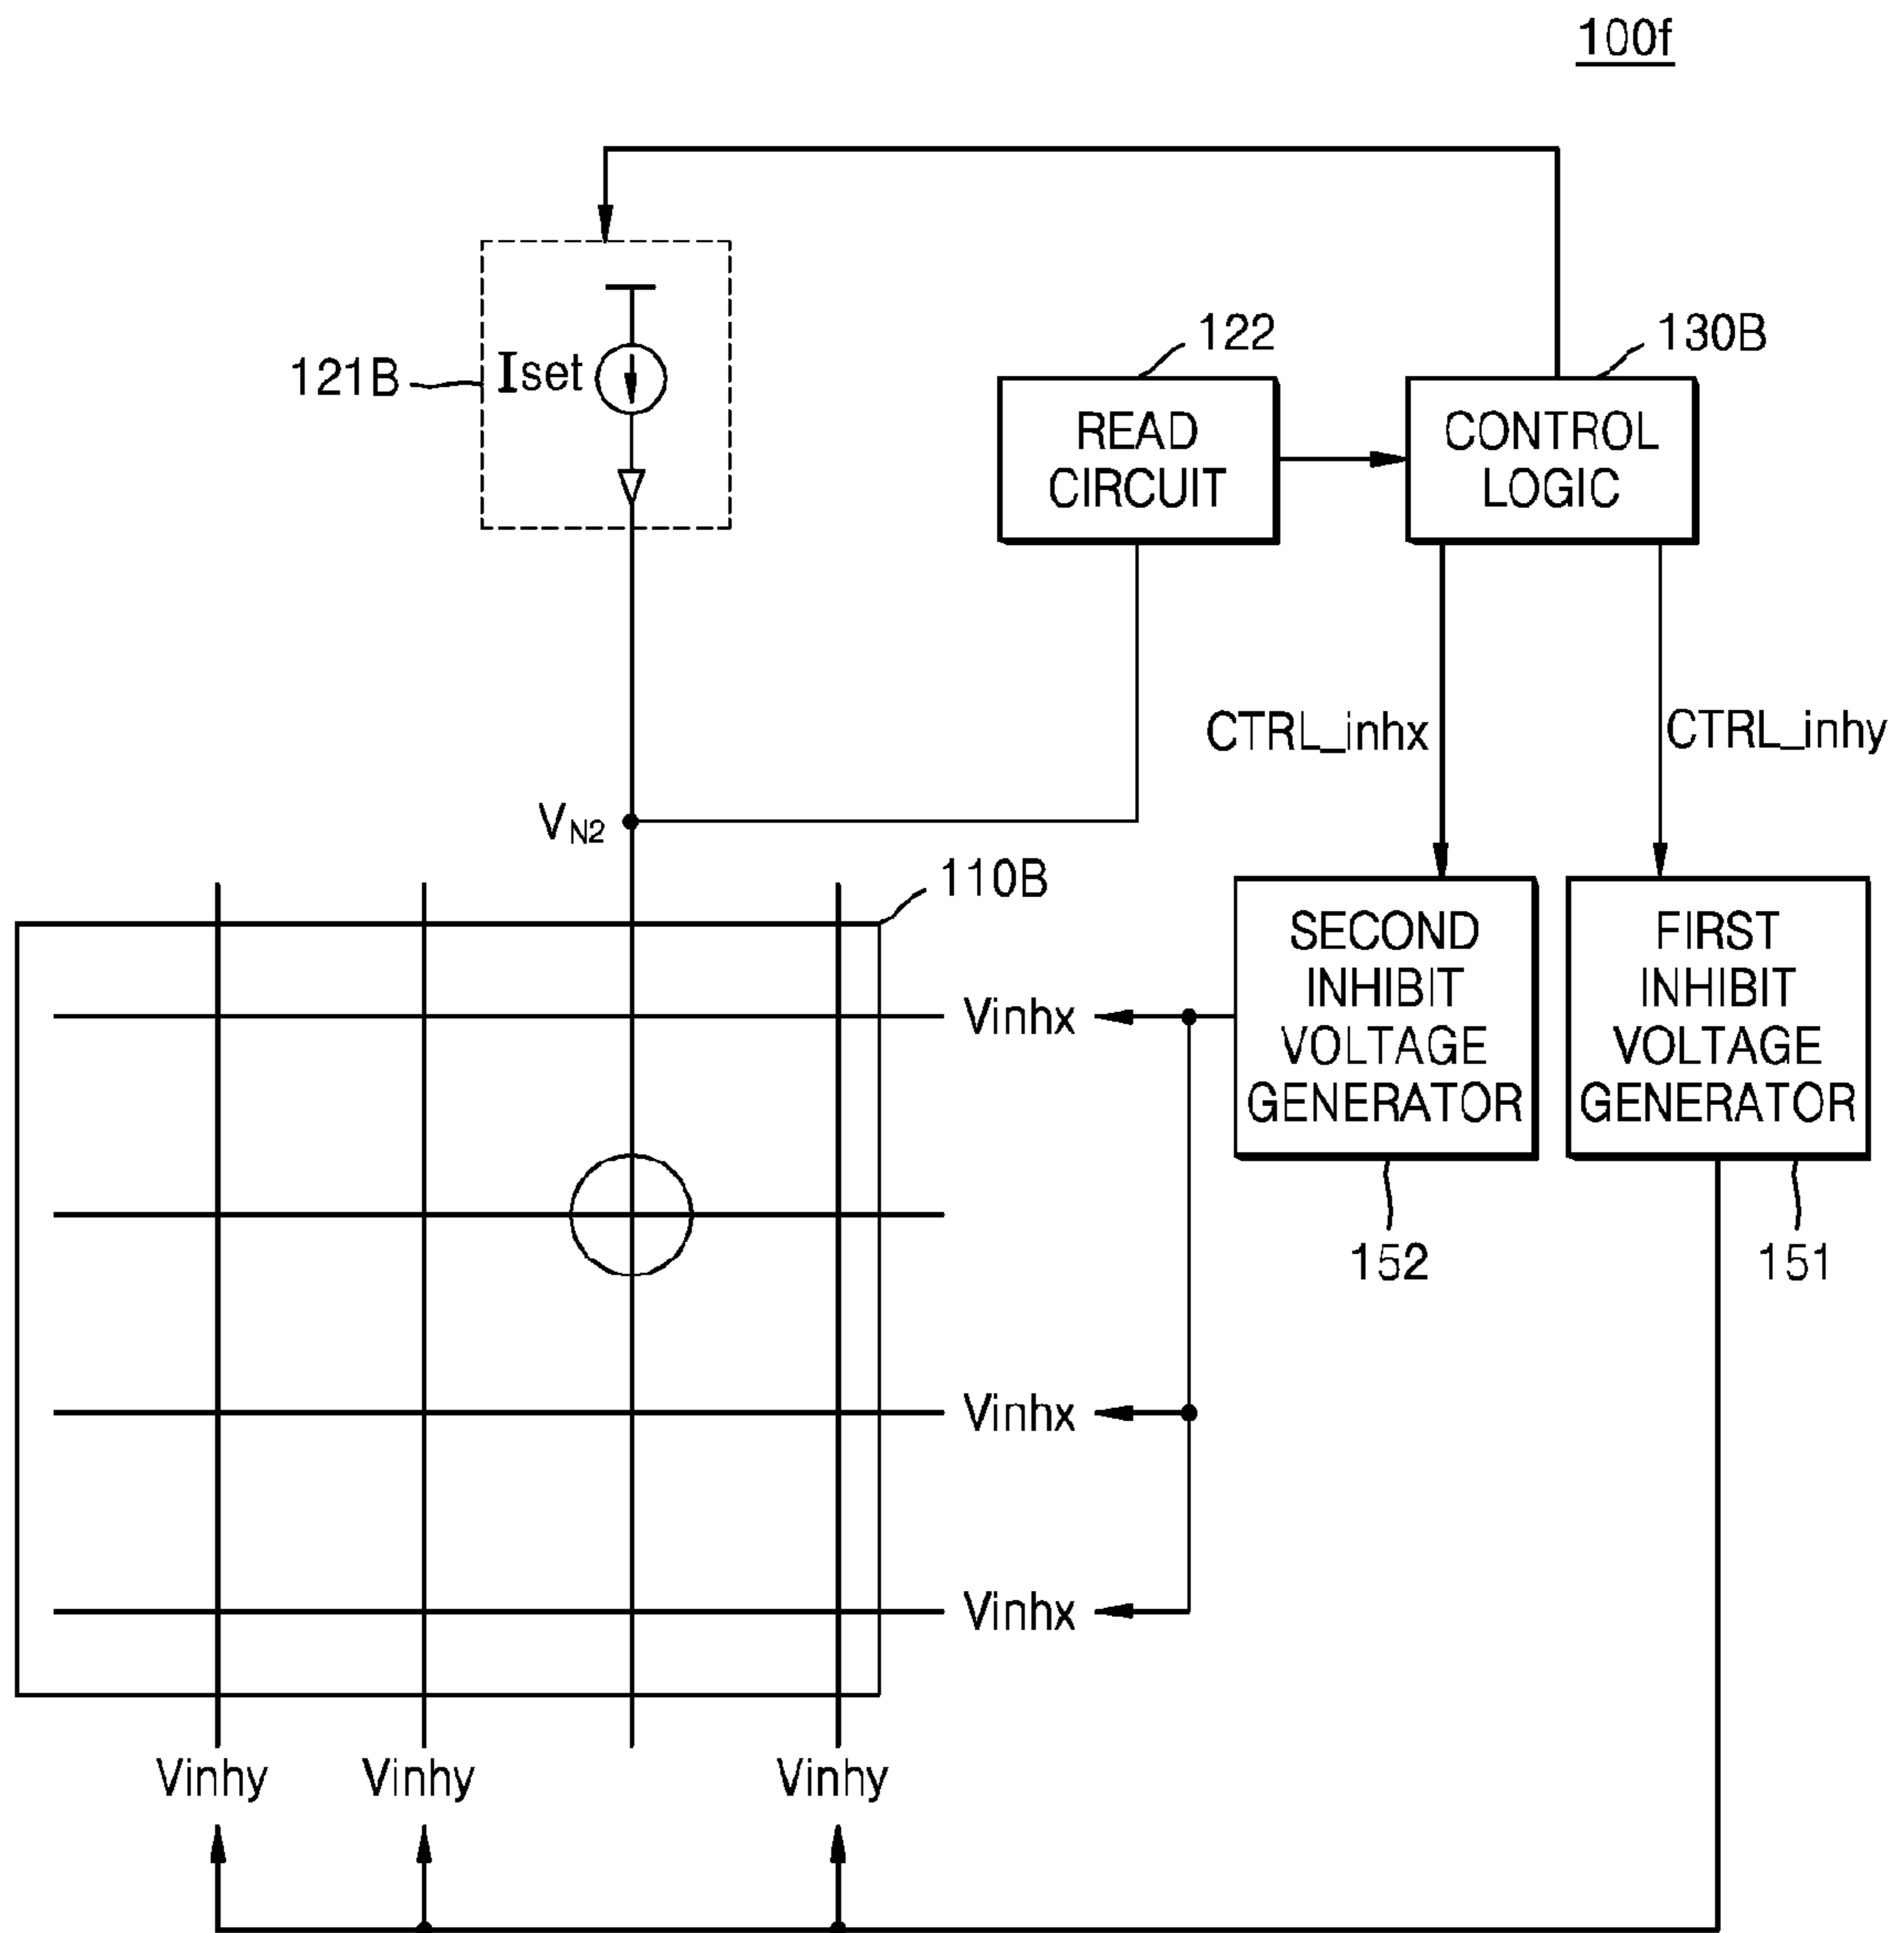 100f
121B
Iset
122
130B
READ
CIRCUIT
CONTROL
LOGIC
CTRL_inhx
CTRL_inhy
VN2
110B
SECOND
INHIBIT
VOLTAGE
GENERATOR
FIRST
INHIBIT
VOLTAGE
GENERATOR
Vinhx
152
151
Vinhx
Vinhx
Vinhy
Vinhy
Vinhy